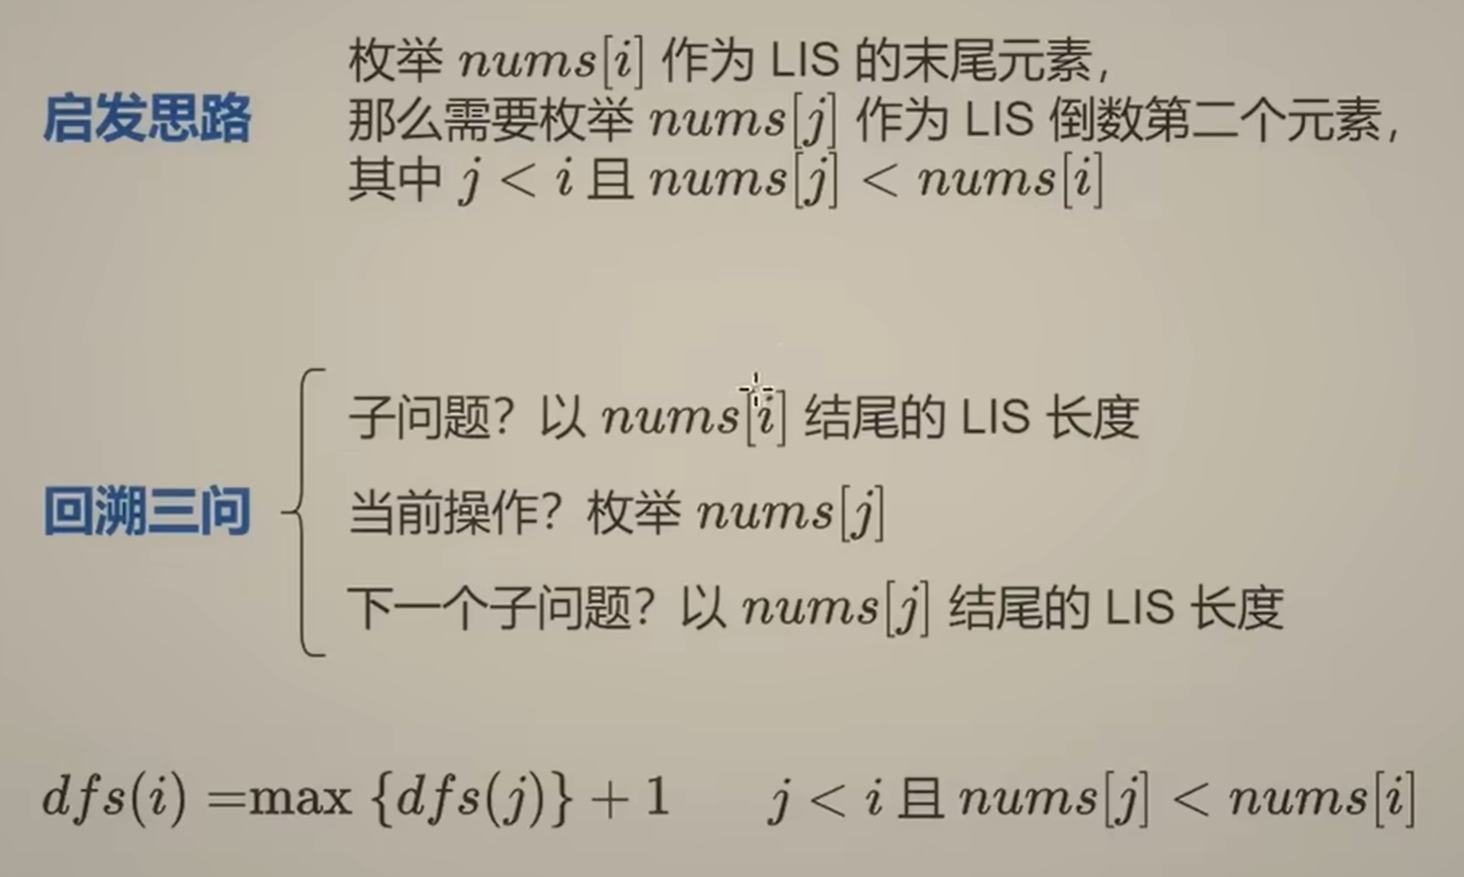 启发思路
枚举 nums[i] 作为 LIS 的末尾元素，
那么需要枚举 nums[j] 作为 LIS 倒数第二个元素，
其中 j < i 且 nums[j] < nums[i]
回溯三问
子问题？以 nums[i] 结尾的 LIS 长度
当前操作？枚举 nums[j]
下一个子问题？以 nums[j] 结尾的 LIS 长度
dfs(i) =max {dfs(j)} + 1 j < i 且 nums[j] < nums[i]